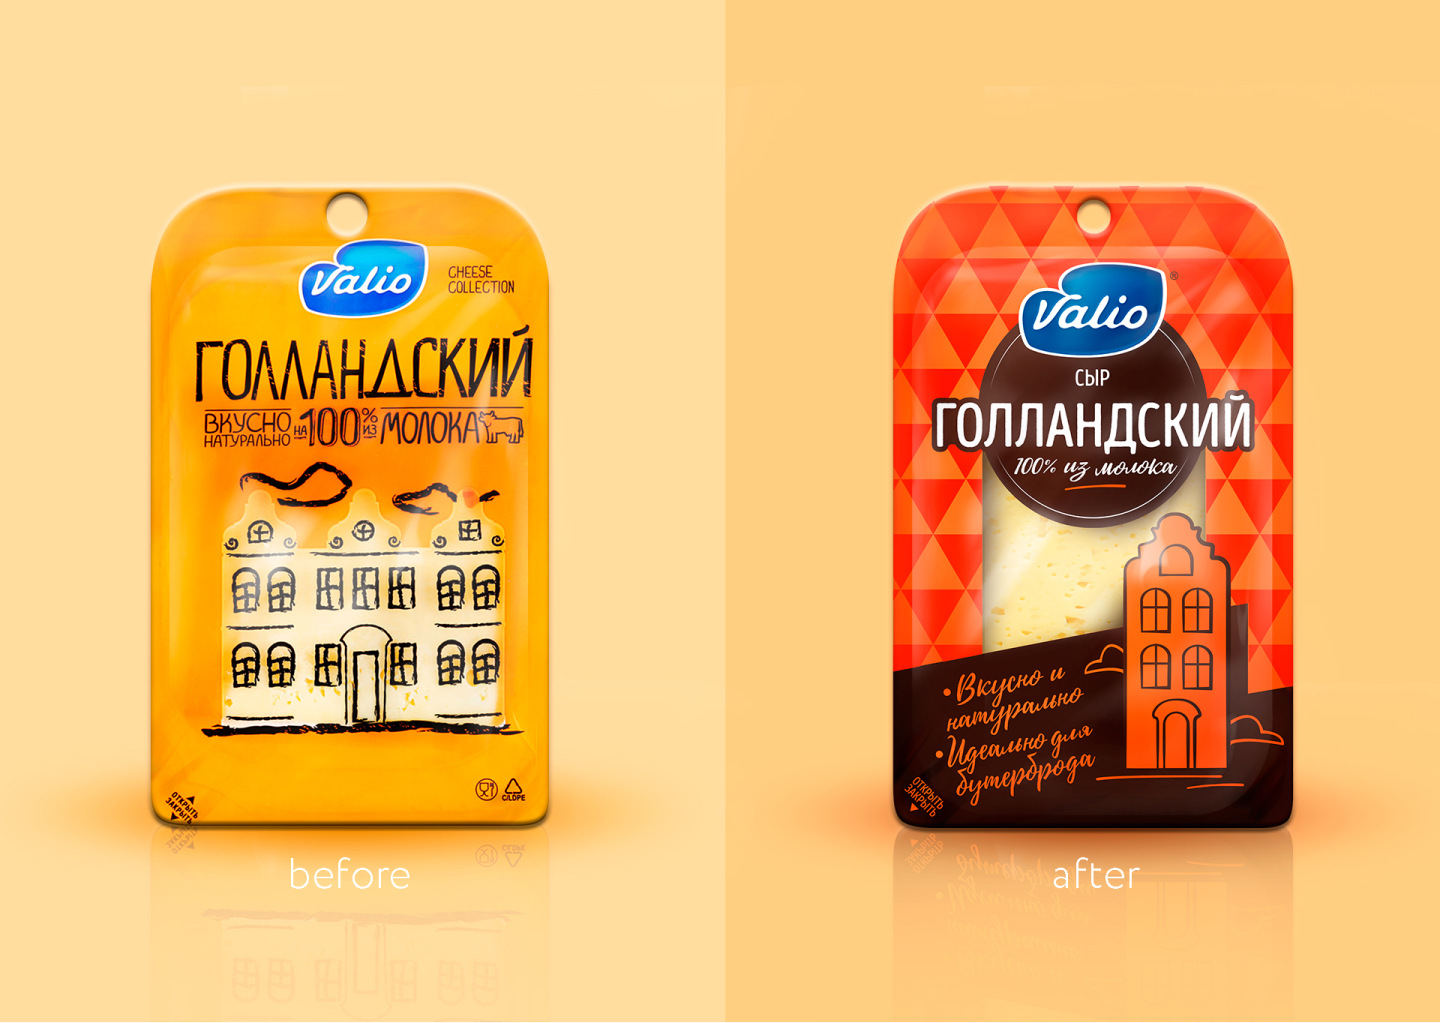 Valio
CHEESE
COLLECTION
ГОЛЛАНДСКИЙ
ВКУСНО
НАТУРАЛЬНО
НА 100% ИЗ МОЛОКА
C/LDPE
ОТКРЫТЬ
ЗАКРЫТЬ
before
Valio®
СЫР
ГОЛЛАНДСКИЙ
100% из молока
• Вкусно и
натурально
• Идеально для
бутерброда
ОТКРЫТЬ
ЗАКРЫТЬ
after